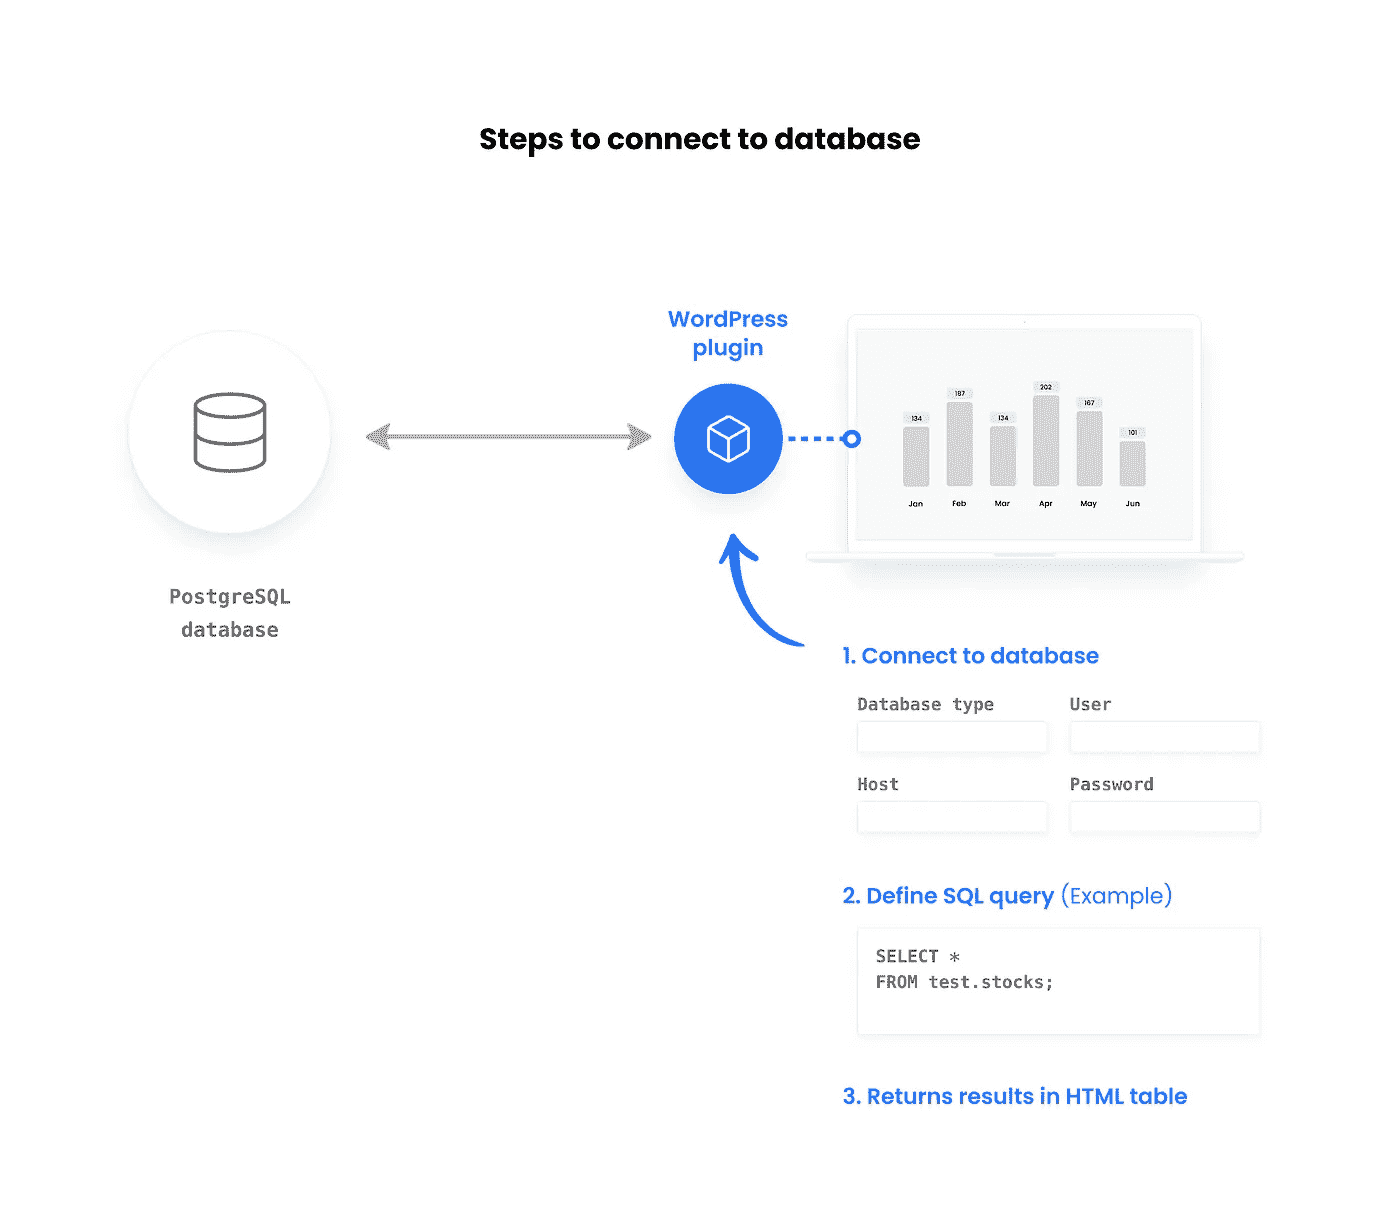 Steps to connect to database
WordPress
plugin
134
187
134
202
167
101
Jan
Feb
Mar
Apr
May
Jun
PostgreSQL
database
1. Connect to database
Database type
User
Host
Password
2. Define SQL query (Example)
SELECT *
FROM test.stocks;
3. Returns results in HTML table